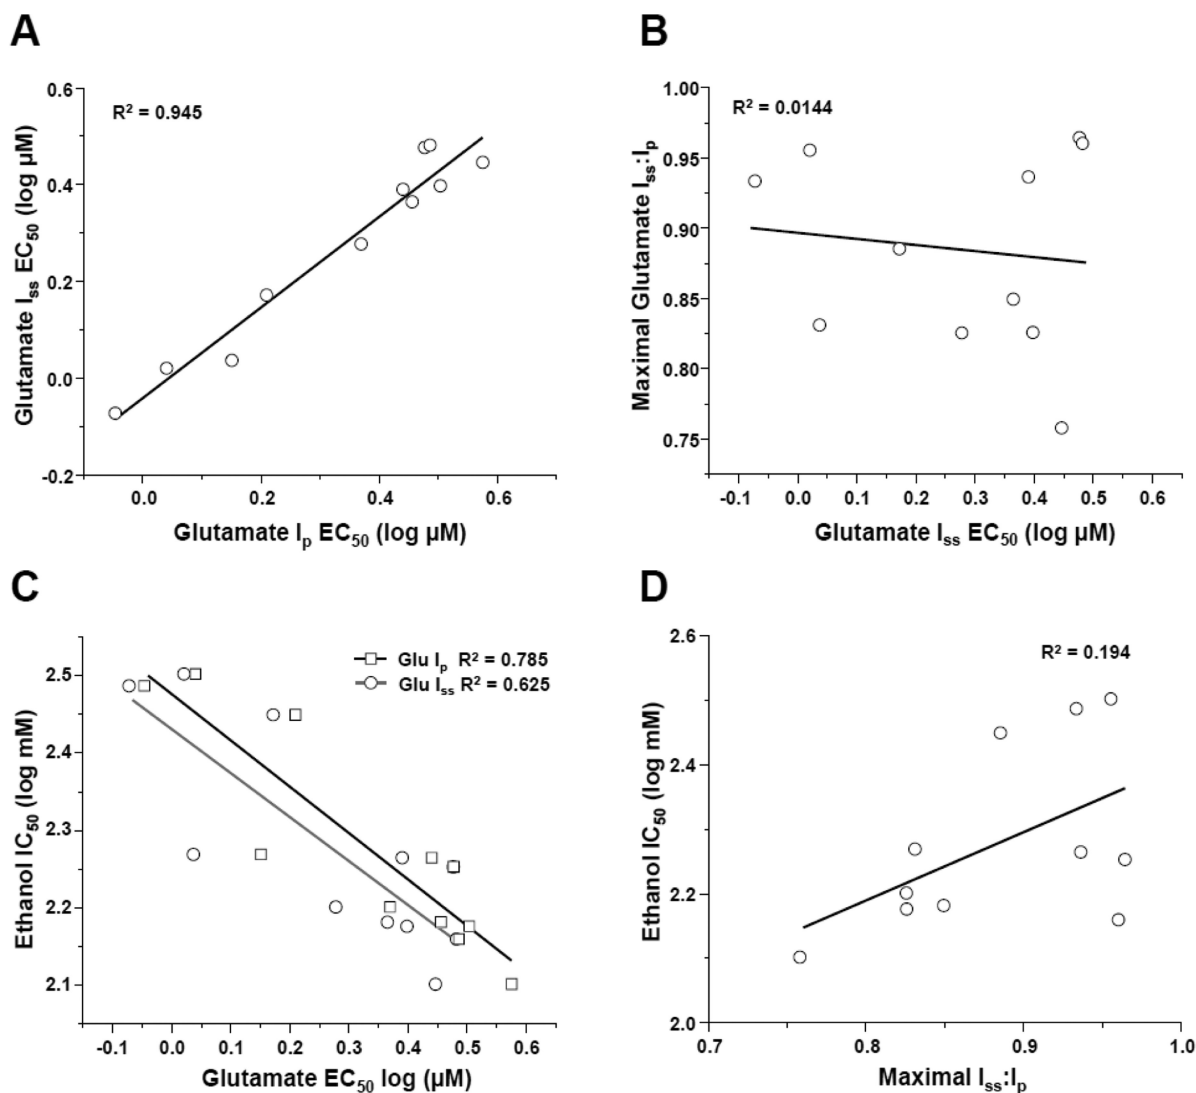 A
R² = 0.945
0.6
0.4
0.2
0.0
-0.2
0.0 0.2 0.4 0.6
Glutamate Iss EC50 (log µM)
Glutamate Ip EC50 (log µM)
B
R² = 0.0144
1.00
0.95
0.90
0.85
0.80
0.75
-0.1 0.0 0.1 0.2 0.3 0.4 0.5 0.6
Maximal Glutamate Iss:Ip
Glutamate Iss EC50 (log µM)
C
Glu Ip R² = 0.785
Glu Iss R² = 0.625
2.5
2.4
2.3
2.2
2.1
-0.1 0.0 0.1 0.2 0.3 0.4 0.5 0.6
Ethanol IC50 (log mM)
Glutamate EC50 log (µM)
D
R² = 0.194
2.6
2.4
2.2
2.0
0.7 0.8 0.9 1.0
Ethanol IC50 (log mM)
Maximal Iss:Ip